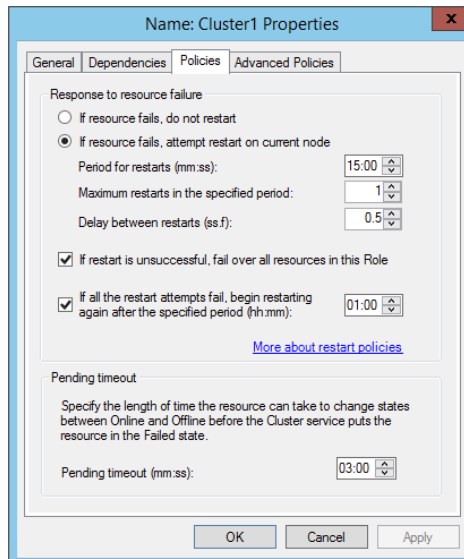 Name: Cluster1 Properties
x
General Dependencies Policies Advanced Policies
Response to resource failure
If resource fails, do not restart
If resource fails, attempt restart on current node
Period for restarts (mm:ss): 15:00
Maximum restarts in the specified period: 1
Delay between restarts (ss.f): 0.5
If restart is unsuccessful, fail over all resources in this Role
If all the restart attempts fail, begin restarting
again after the specified period (hh:mm): 01:00
More about restart policies
Pending timeout
Specify the length of time the resource can take to change states
between Online and Offline before the Cluster service puts the
resource in the Failed state.
Pending timeout (mm:ss): 03:00
OK Cancel Apply